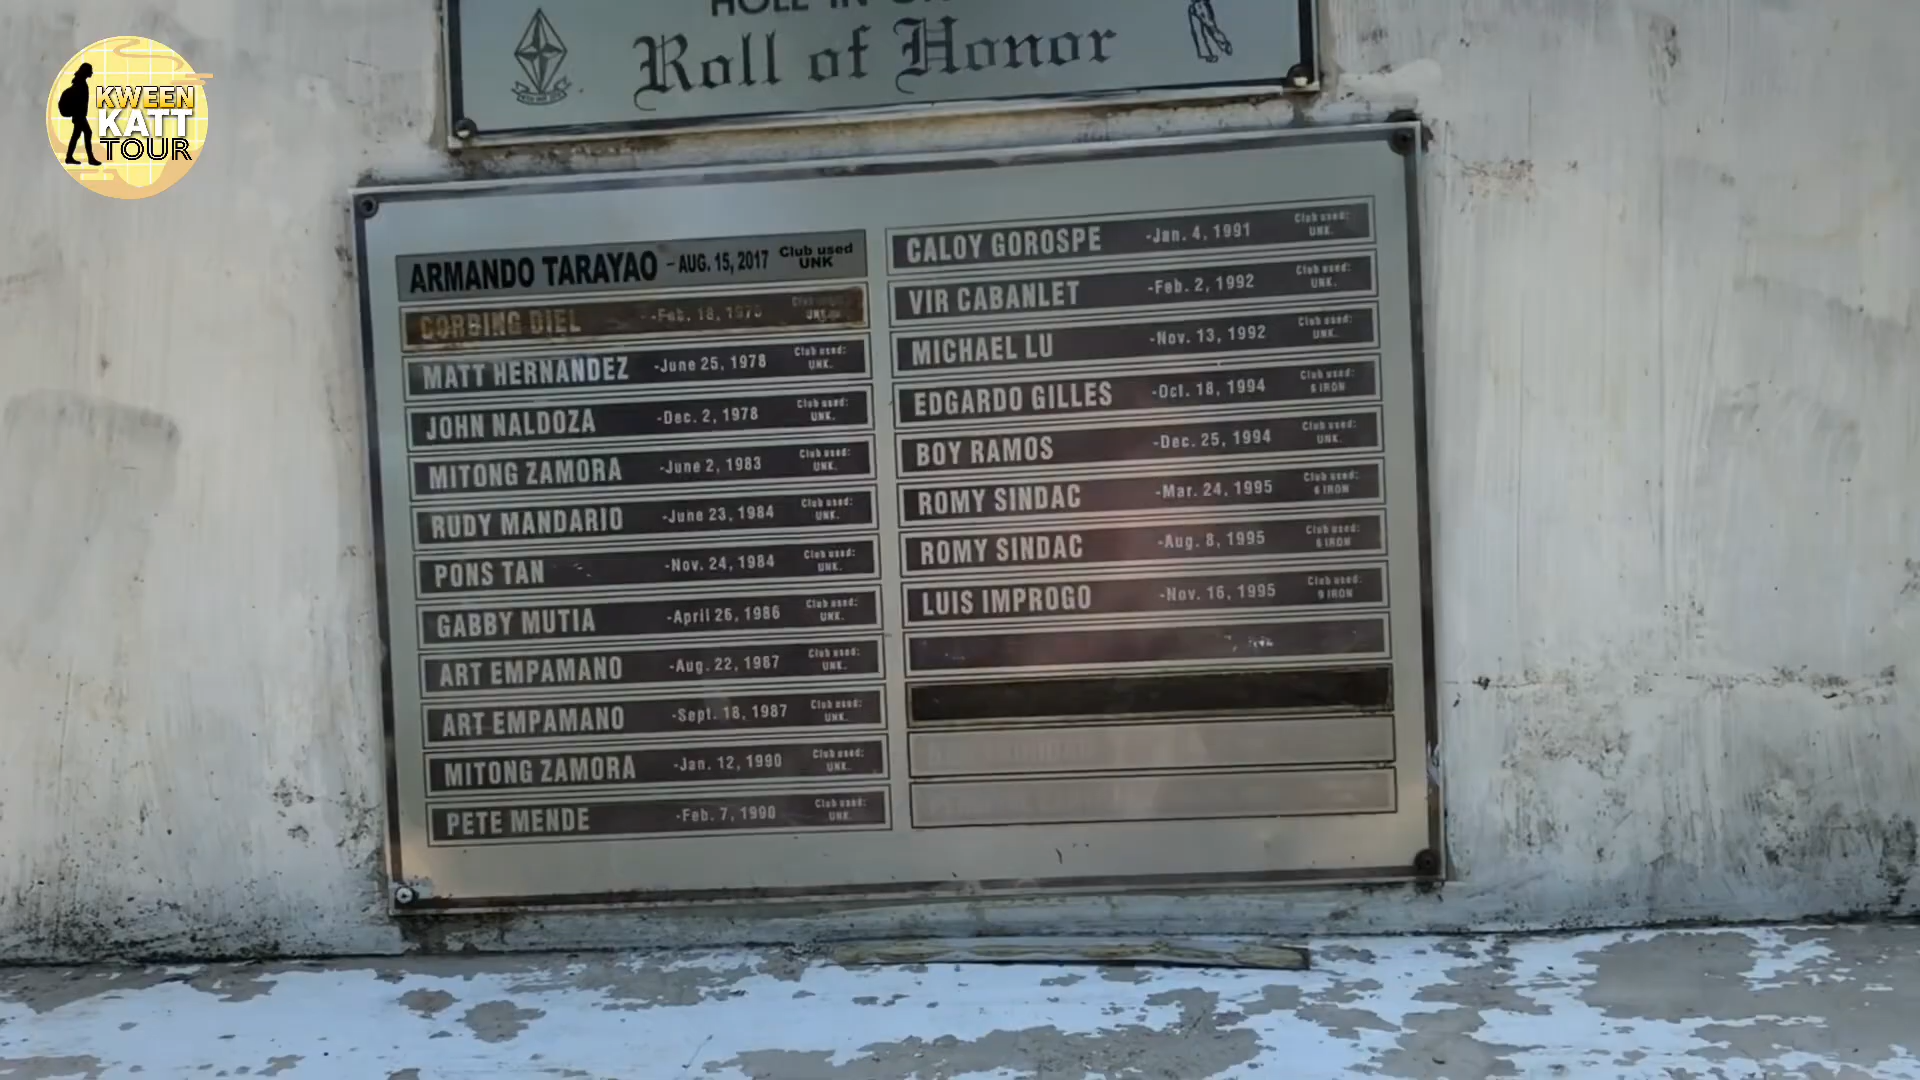 KWEEN
KATT
TOUR
Roll of Honor
ARMANDO TARAYAO - AUG. 15, 2017 Club used UNK
CORBING DIEL -Feb. 18,
MATT HERNANDEZ -June 25, 1978 Club used: UNK.
JOHN NALDOZA -Dec. 2, 1978 Club used: UNK.
MITONG ZAMORA -June 2, 1983 Club used: UNK.
RUDY MANDARIO -June 23, 1984 Club used: UNK.
PONS TAN -Nov. 24, 1984 Club used: UNK.
GABBY MUTIA -April 26, 1986 Club used: UNK.
ART EMPAMANO -Aug. 22, 1987 Club used: UNK.
ART EMPAMANO -Sept. 18, 1987 Club used: UNK.
MITONG ZAMORA -Jan. 12, 1990 Club used: UNK.
PETE MENDE -Feb. 7, 1990 Club used: UNK.
CALOY GOROSPE -Jan. 4, 1991 Club used: UNK.
VIR CABANLET -Feb. 2, 1992 Club used: UNK.
MICHAEL LU -Nov. 13, 1992 Club used: UNK.
EDGARDO GILLES -Oct. 18, 1994 Club used: 6 IRON
BOY RAMOS -Dec. 25, 1994 Club used: UNK.
ROMY SINDAC -Mar. 24, 1995 Club used: 6 IRON
ROMY SINDAC -Aug. 8, 1995 Club used: 6 IRON
LUIS IMPROGO -Nov. 16, 1995 Club used: 9 IRON